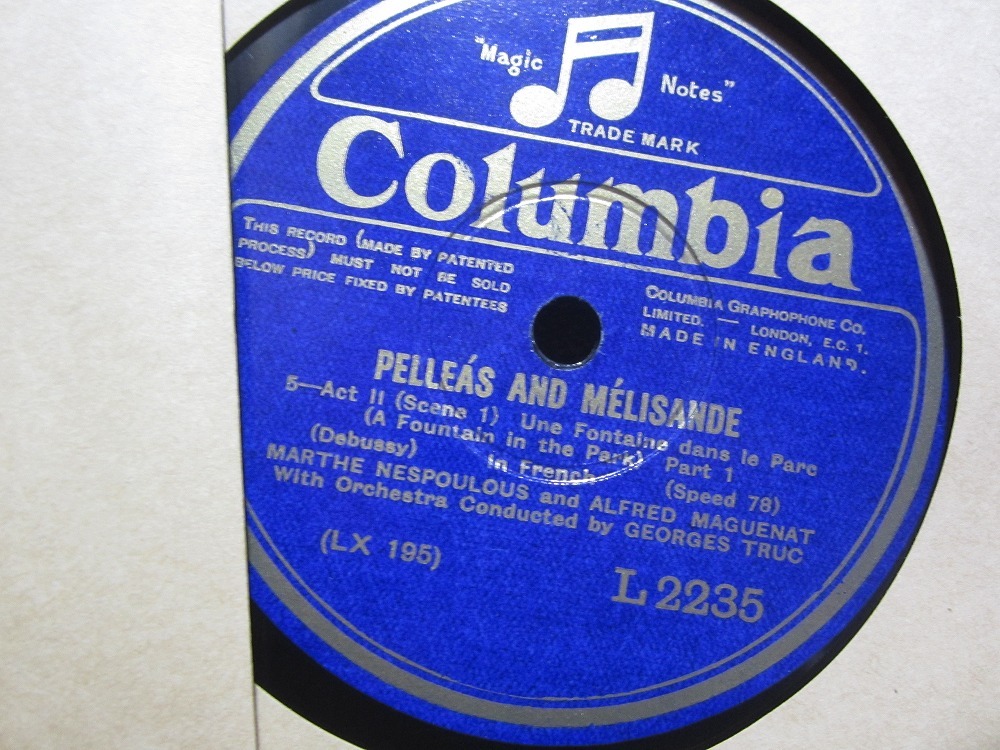 "Magic Notes"
TRADE MARK
Columbia
THIS RECORD (MADE BY PATENTED
PROCESS) MUST NOT BE SOLD
BELOW PRICE FIXED BY PATENTEES
COLUMBIA GRAPHOPHONE CO.
LIMITED. — LONDON, E.C. 1.
MADE IN ENGLAND.
PELLEÁS AND MÉLISANDE
5—Act II (Scene 1) Une Fontaine dans le Parc
(A Fountain in the Park) Part 1
(Debussy) in French (Speed 78)
MARTHE NESPOULOUS and ALFRED MAGUENAT
With Orchestra Conducted by GEORGES TRUC
(LX 195)
L 2235